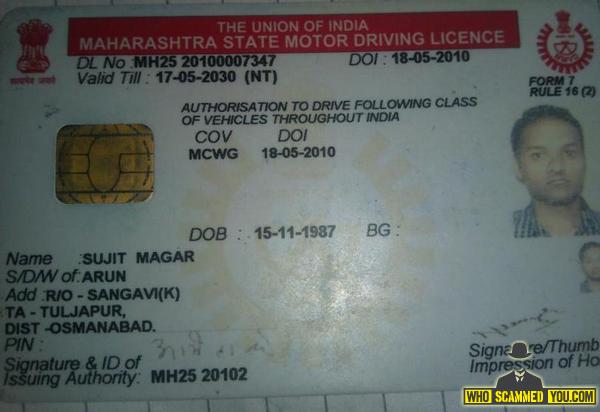 THE UNION OF INDIA
MAHARASHTRA STATE MOTOR DRIVING LICENCE
DL No :MH25 20100007347 DOI : 18-05-2010
Valid Till : 17-05-2030 (NT)
FORM 7
RULE 16 (2)
AUTHORISATION TO DRIVE FOLLOWING CLASS
OF VEHICLES THROUGHOUT INDIA
COV DOI
MCWG 18-05-2010
DOB : 15-11-1987 BG :
Name :SUJIT MAGAR
S/D/W of:ARUN
Add :R/O - SANGAVI(K)
TA - TULJAPUR,
DIST -OSMANABAD.
PIN :
Signature & ID of
Issuing Authority: MH25 20102
Signature/Thumb
Impression of Ho
WHO SCAMMED YOU.COM